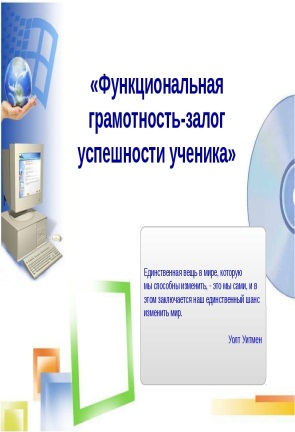 «Функциональная
грамотность-залог
успешности ученика»
Единственная вещь в мире, которую
мы способны изменить, - это мы сами, и в
этом заключается наш единственный шанс
изменить мир.
Уолт Уитмен